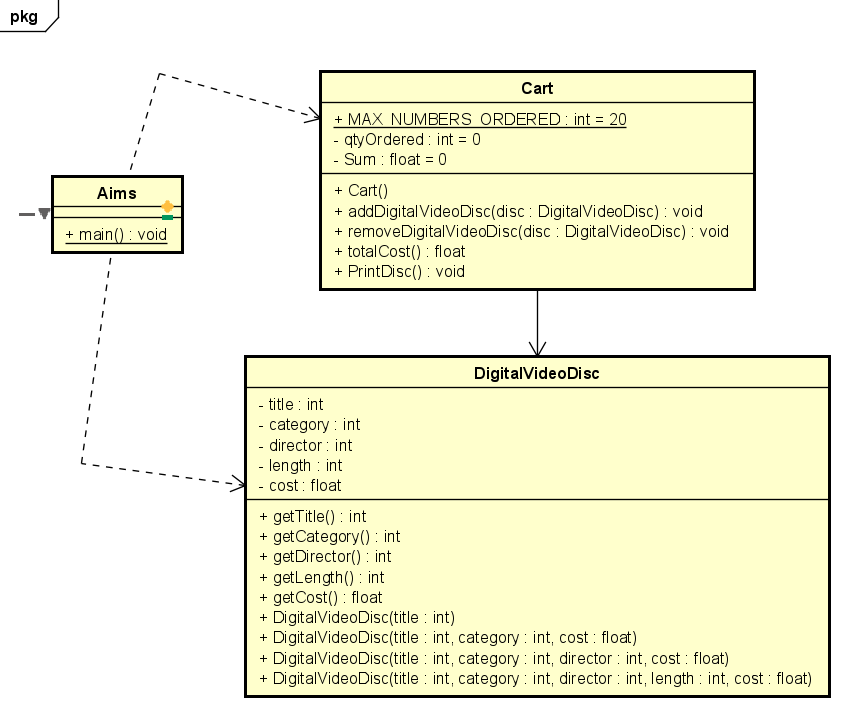 pkg
Cart
+ MAX_NUMBERS_ORDERED : int = 20
- qtyOrdered : int = 0
- Sum : float = 0
+ Cart()
+ addDigitalVideoDisc(disc : DigitalVideoDisc) : void
+ removeDigitalVideoDisc(disc : DigitalVideoDisc) : void
+ totalCost() : float
+ PrintDisc() : void
Aims
+ main() : void
DigitalVideoDisc
- title : int
- category : int
- director : int
- length : int
- cost : float
+ getTitle() : int
+ getCategory() : int
+ getDirector() : int
+ getLength() : int
+ getCost() : float
+ DigitalVideoDisc(title : int)
+ DigitalVideoDisc(title : int, category : int, cost : float)
+ DigitalVideoDisc(title : int, category : int, director : int, cost : float)
+ DigitalVideoDisc(title : int, category : int, director : int, length : int, cost : float)